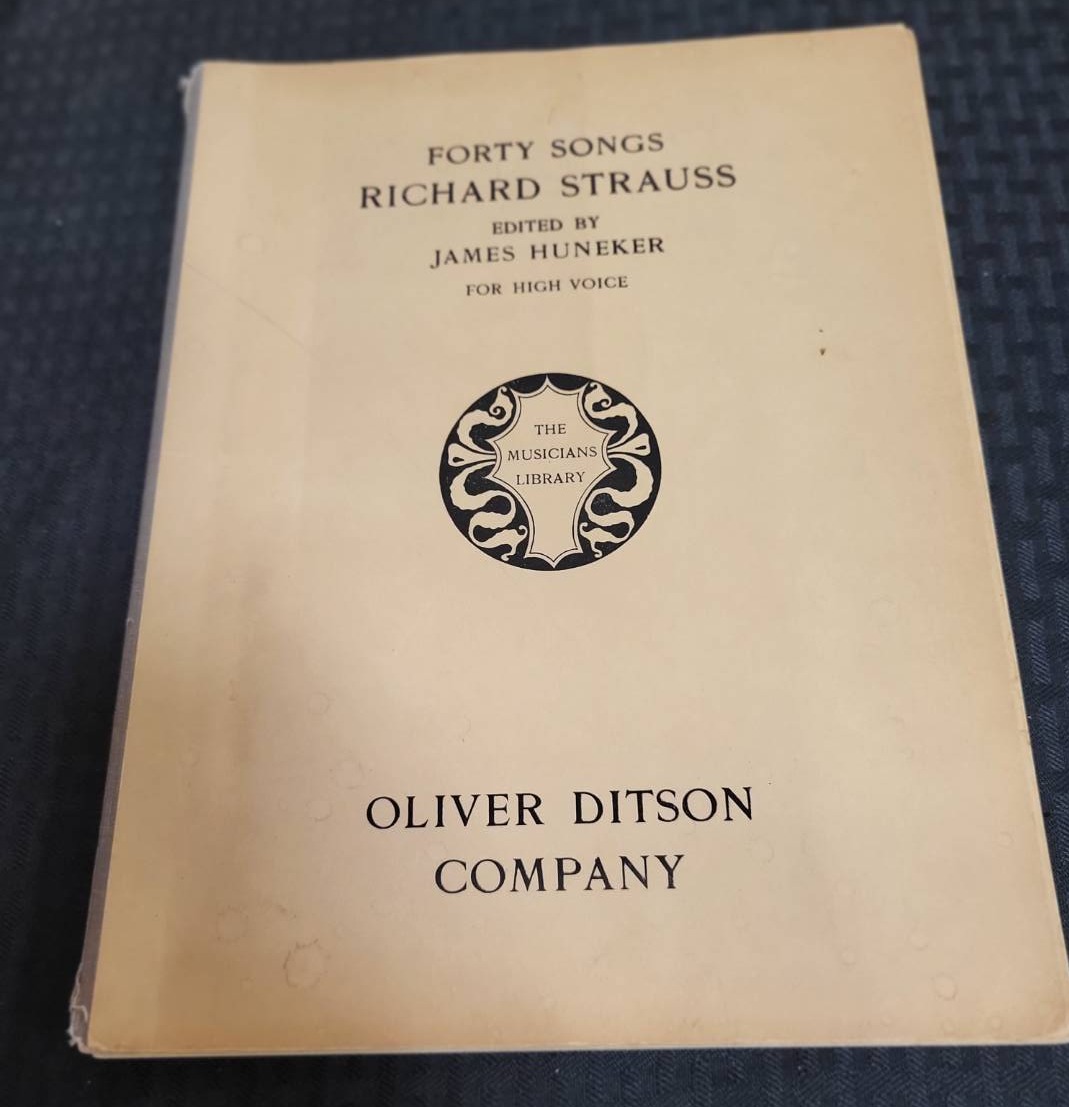 FORTY SONGS
RICHARD STRAUSS
EDITED BY
JAMES HUNEKER
FOR HIGH VOICE
THE
MUSICIANS
LIBRARY
OLIVER DITSON
COMPANY